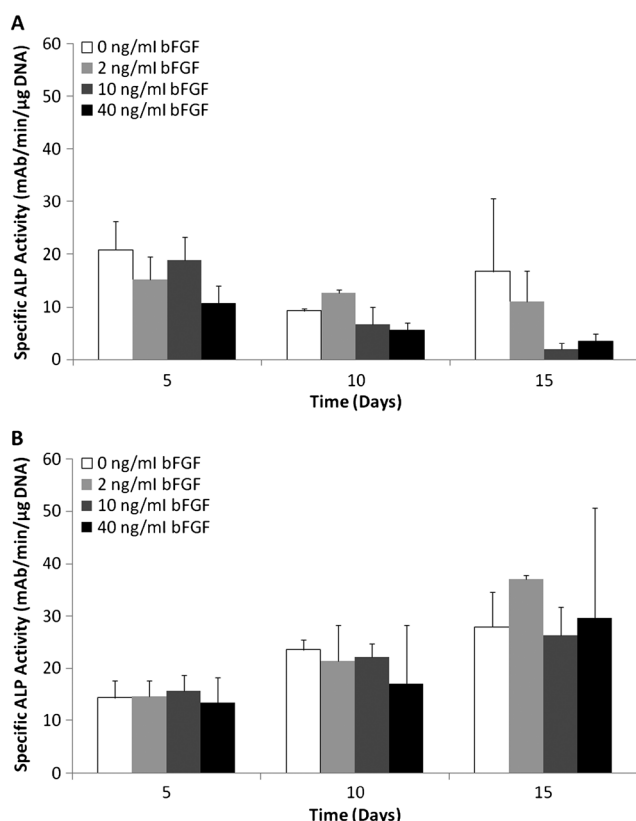 A
Specific ALP Activity (mAb/min/µg DNA)
60
50
40
30
20
10
0
0 ng/ml bFGF
2 ng/ml bFGF
10 ng/ml bFGF
40 ng/ml bFGF
5
10
15
Time (Days)
B
Specific ALP Activity (mAb/min/µg DNA)
60
50
40
30
20
10
0
0 ng/ml bFGF
2 ng/ml bFGF
10 ng/ml bFGF
40 ng/ml bFGF
5
10
15
Time (Days)